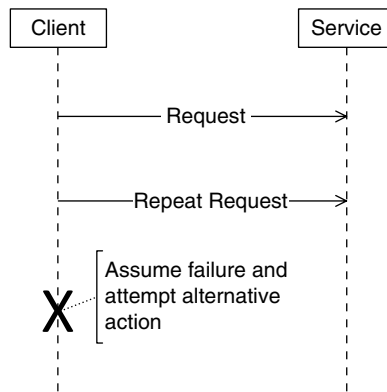 Client
Service
Request
Repeat Request
Assume failure and
attempt alternative
action